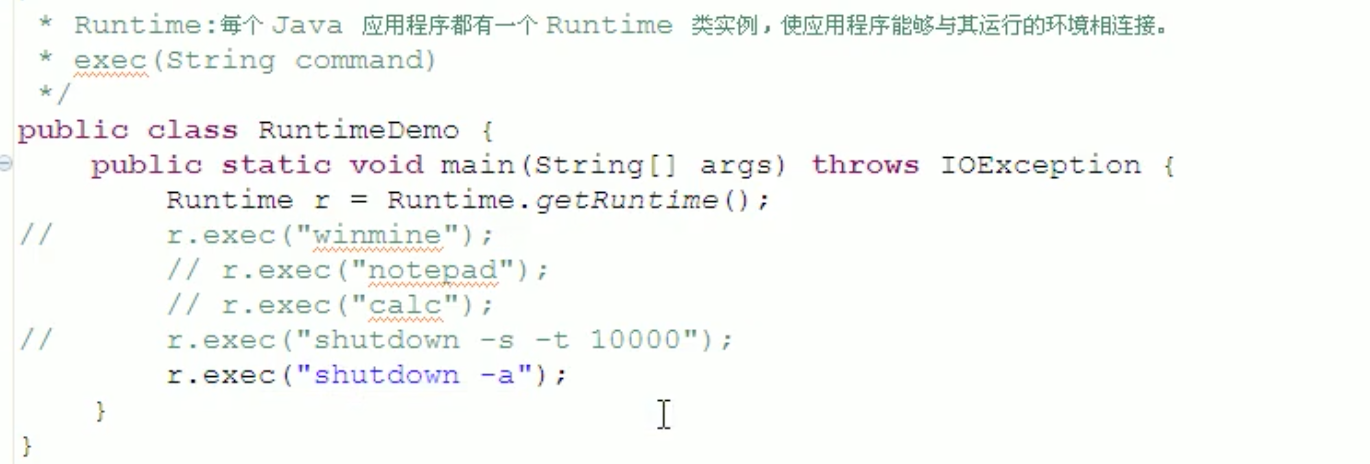 * Runtime:每个 Java 应用程序都有一个 Runtime 类实例，使应用程序能够与其运行的环境相连接。
* exec(String command)
*/
public class RuntimeDemo {
public static void main(String[] args) throws IOException {
Runtime r = Runtime.getRuntime();
// r.exec("winmine");
// r.exec("notepad");
// r.exec("calc");
// r.exec("shutdown -s -t 10000");
r.exec("shutdown -a");
}
}